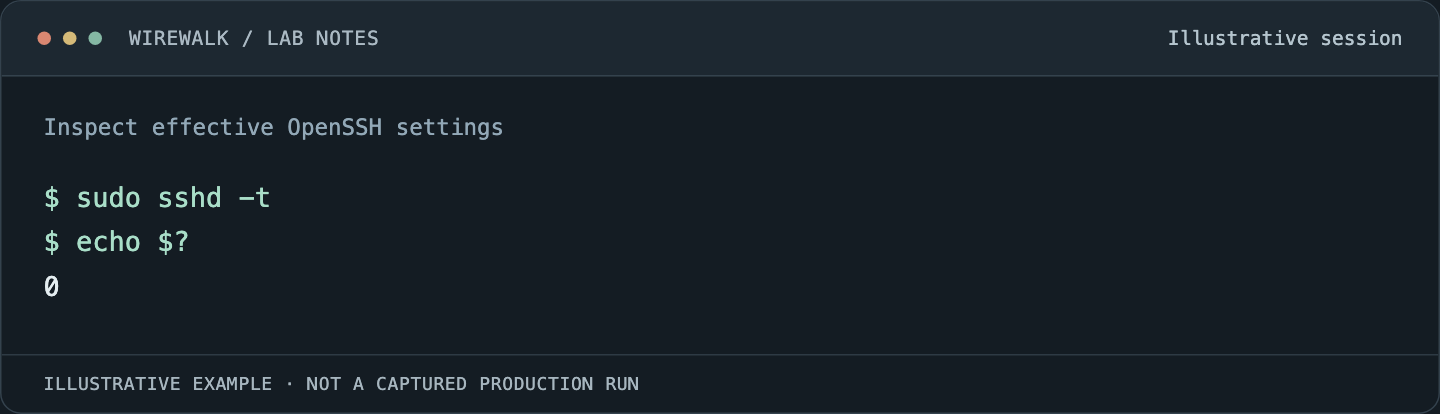 WIREWALK / LAB NOTES
Illustrative session
Inspect effective OpenSSH settings
$ sudo sshd -t
$ echo $?
0
ILLUSTRATIVE EXAMPLE · NOT A CAPTURED PRODUCTION RUN